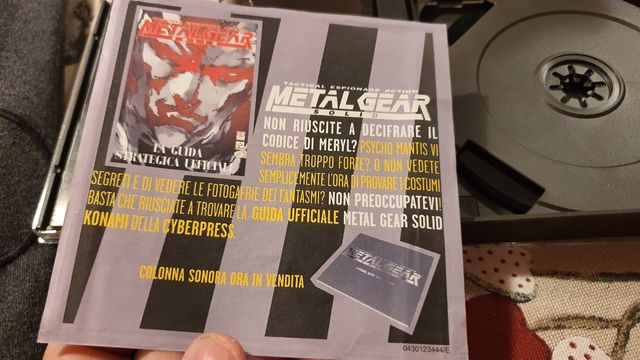 METAL GEAR
SOLID
LA GUIDA
STRATEGICA UFFICIALE
TACTICAL ESPIONAGE ACTION
METAL GEAR
SOLID
NON RIUSCITE A DECIFRARE IL
CODICE DI MERYL? PSYCHO MANTIS VI
SEMBRA TROPPO FORTE? O NON VEDETE
SEMPLICEMENTE L'ORA DI PROVARE I COSTUMI
SEGRETI E DI VEDERE LE FOTOGAFRIE DEI FANTASMI? NON PREOCCUPATEVI!
BASTA CHE RIUSCIATE A TROVARE LA GUIDA UFFICIALE METAL GEAR SOLID
KONAMI DELLA CYBERPRESS.
COLONNA SONORA ORA IN VENDITA
METAL GEAR
0430123444/E